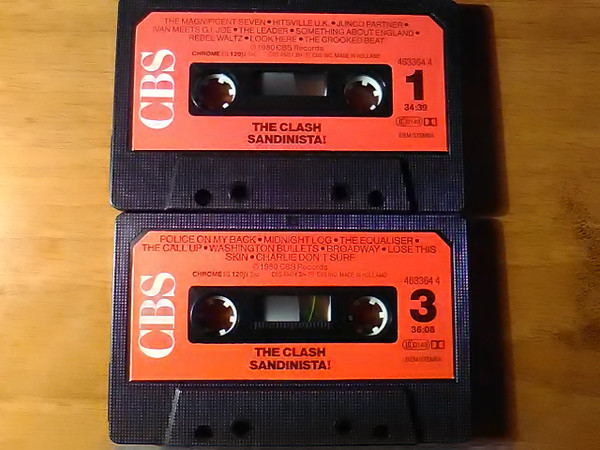 THE MAGNIFICENT SEVEN • HITSVILLE U.K. • JUNCO PARTNER •
IVAN MEETS G.I. JOE • THE LEADER • SOMETHING ABOUT ENGLAND •
REBEL WALTZ • LOOK HERE • THE CROOKED BEAT
℗1980 CBS Records
CHROME 120µ MADE IN HOLLAND
CBS
463364 4
1
34:39
THE CLASH
SANDINISTA!
POLICE ON MY BACK • MIDNIGHT LOG • THE EQUALISER •
THE CALL UP • WASHINGTON BULLETS • BROADWAY • LOSE THIS
SKIN • CHARLIE DON'T SURF
℗1980 CBS Records
CHROME 120µ MADE IN HOLLAND
CBS
463364 4
3
36:08
THE CLASH
SANDINISTA!